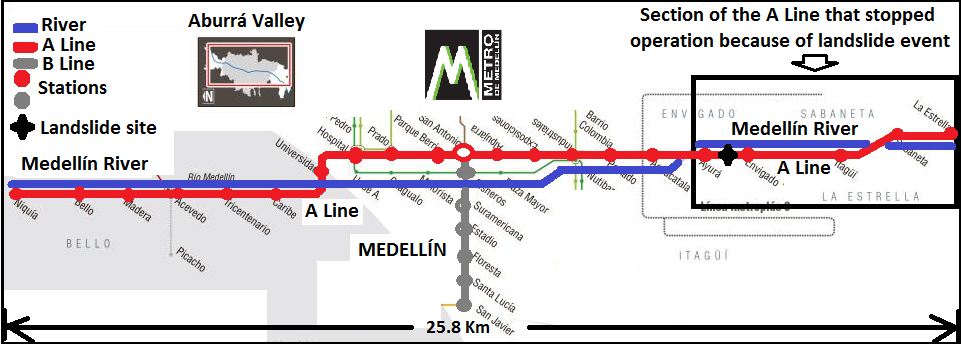 River
A Line
B Line
Stations
Landslide site
Aburrá Valley
N
METRO
DE MEDELLÍN
Section of the A Line that stopped
operation because of landslide event
ENVIGADO
SABANETA
La Estrella
Medellín River
A Line
Ayurá
Envigado
Itagüí
Sabaneta
LA ESTRELLA
ITAGÜÍ
Medellín River
Río Medellín
Niquía
Bello
Madera
Acevedo
Tricentenario
Caribe
Universidad
Hospital
Pedro
Prado
Parque Berrío
San Antonio
Alpujarra
Exposiciones
Industriales
Barrio
Colombia
Poblado
Aguacatala
A Line
Picacho
BELLO
MEDELLÍN
Cisneros
Plaza Mayor
Nutibara
Suramericana
Estadio
Floresta
Santa Lucía
San Javier
25.8 Km